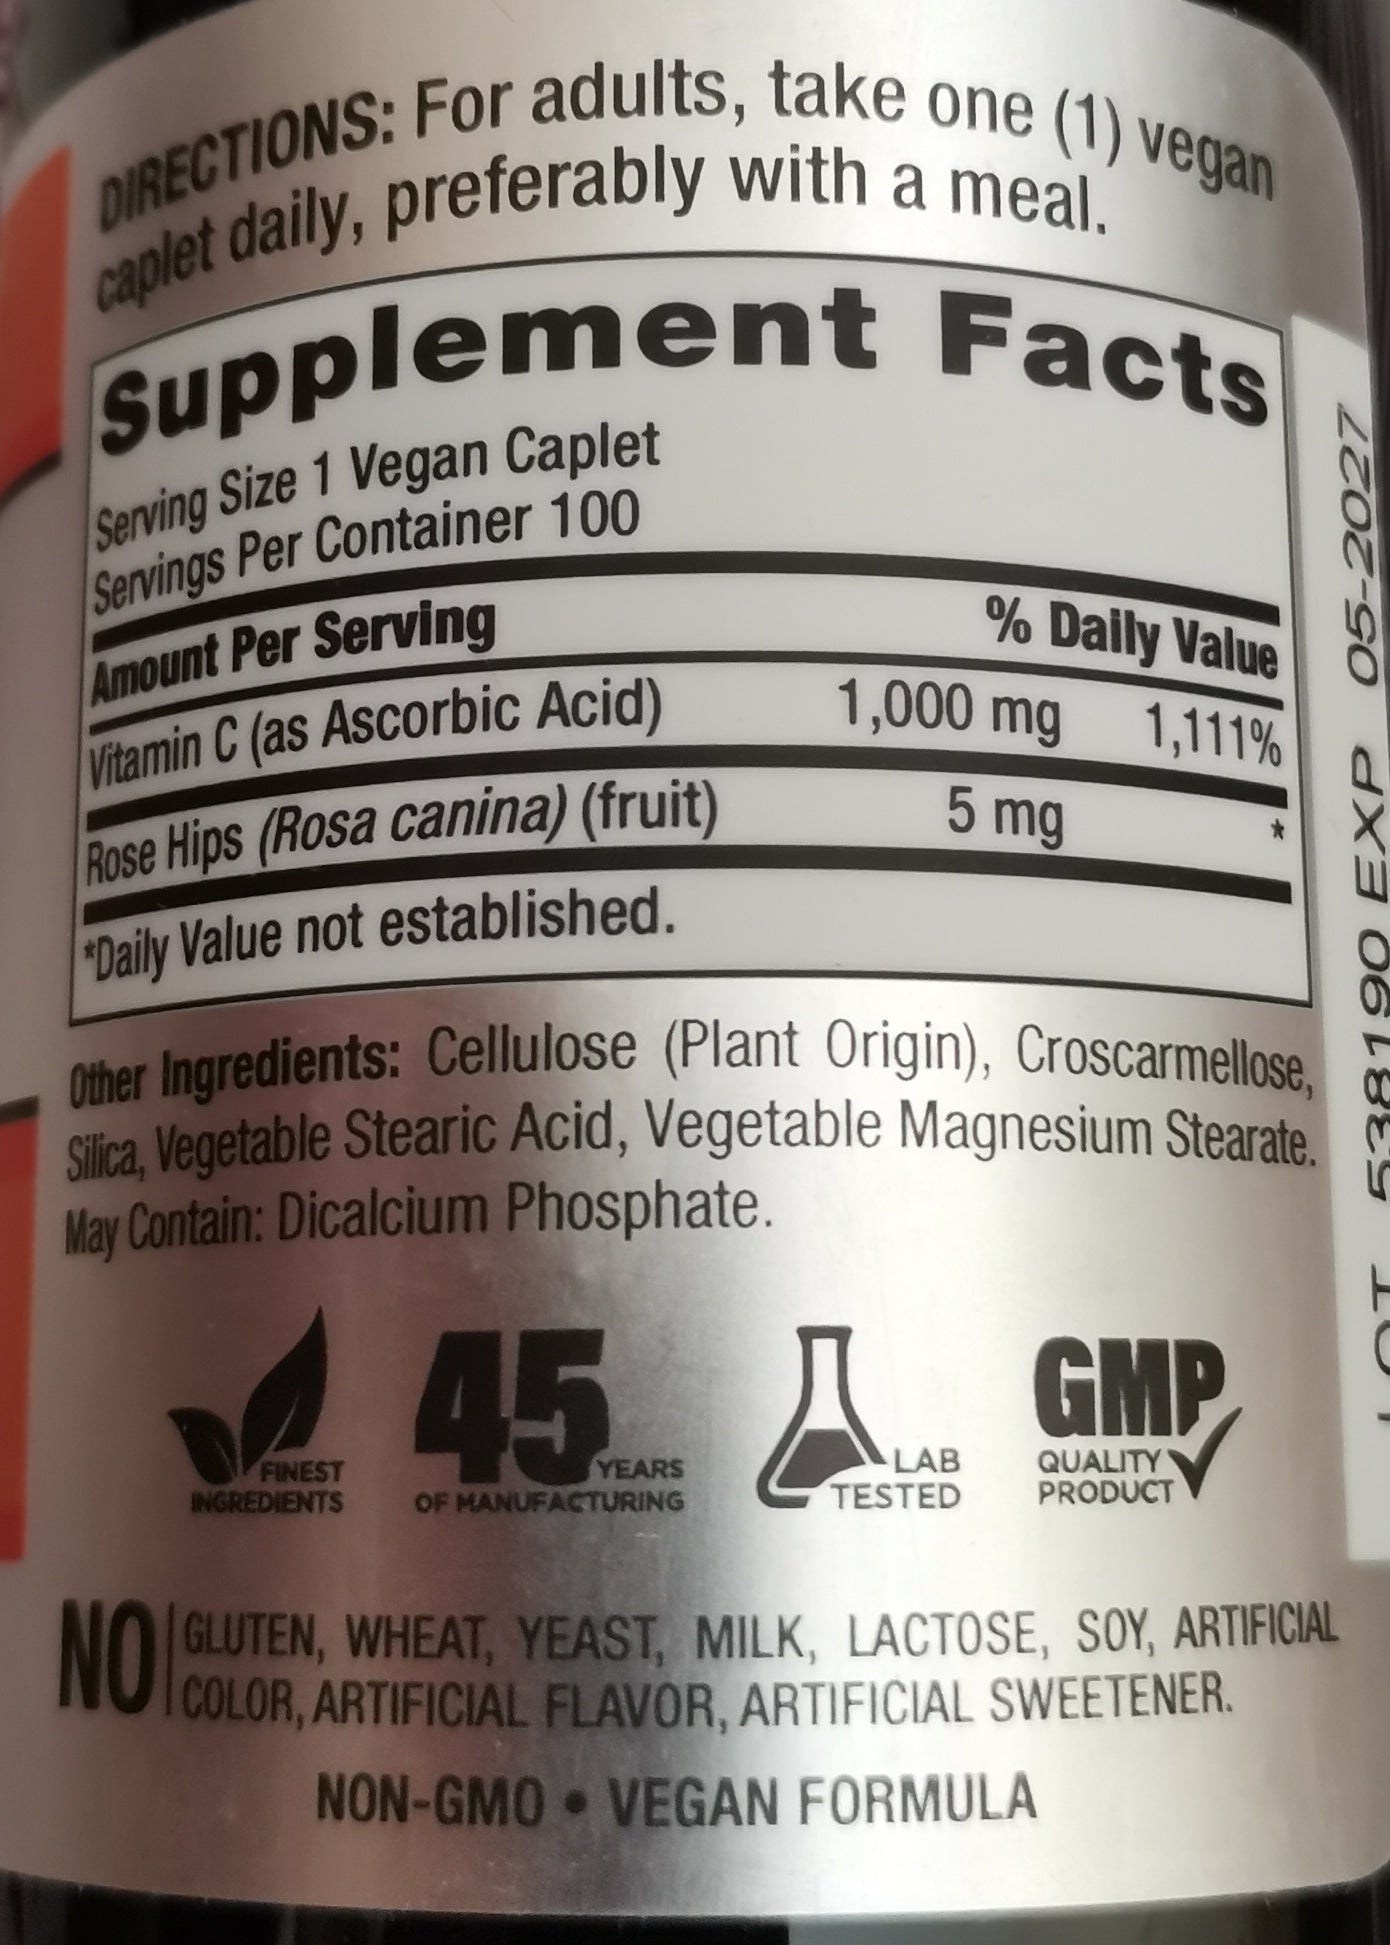 DIRECTIONS: For adults, take one (1) vegan
caplet daily, preferably with a meal.
Supplement Facts
Serving Size 1 Vegan Caplet
Servings Per Container 100
Amount Per Serving % Daily Value
Vitamin C (as Ascorbic Acid) 1,000 mg 1,111%
Rose Hips (Rosa canina) (fruit) 5 mg *
*Daily Value not established.
Other Ingredients: Cellulose (Plant Origin), Croscarmellose,
Silica, Vegetable Stearic Acid, Vegetable Magnesium Stearate.
May Contain: Dicalcium Phosphate.
FINEST
INGREDIENTS
45 YEARS
OF MANUFACTURING
LAB
TESTED
GMP
QUALITY
PRODUCT
NO GLUTEN, WHEAT, YEAST, MILK, LACTOSE, SOY, ARTIFICIAL
COLOR, ARTIFICIAL FLAVOR, ARTIFICIAL SWEETENER.
NON-GMO • VEGAN FORMULA
LOT 538190 EXP 05-2027